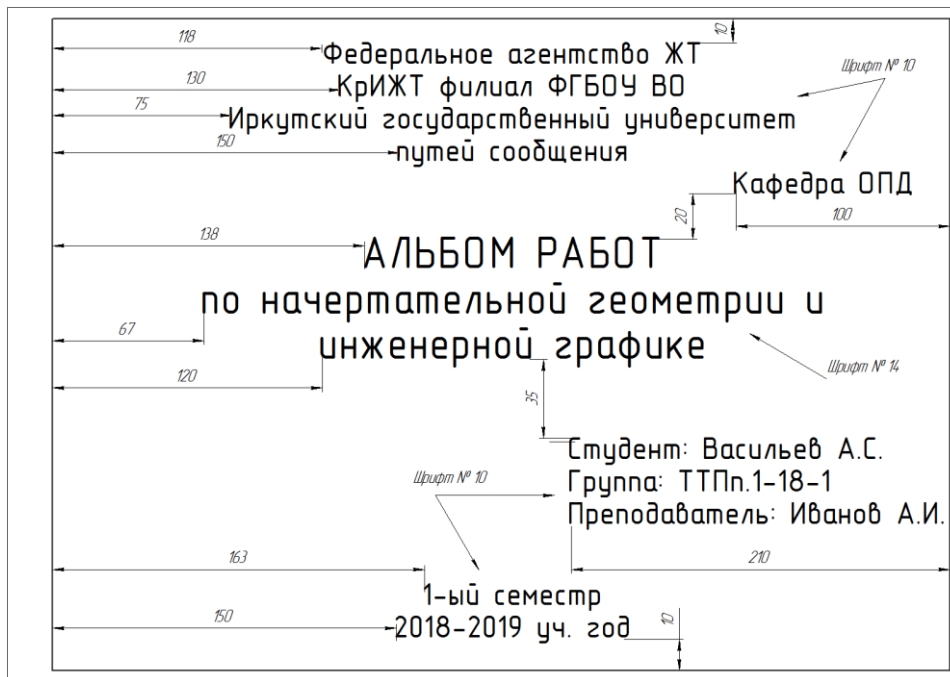 118
10
Федеральное агентство ЖТ
130
КрИЖТ филиал ФГБОУ ВО
Шрифт № 10
75
Иркутский государственный университет
150
путей сообщения
Кафедра ОПД
20
100
138
АЛЬБОМ РАБОТ
по начертательной геометрии и
67
инженерной графике
Шрифт № 14
120
35
Студент: Васильев А.С.
Шрифт № 10
Группа: ТТПп.1-18-1
Преподаватель: Иванов А.И.
163
210
1-ый семестр
150
2018-2019 уч. год
10